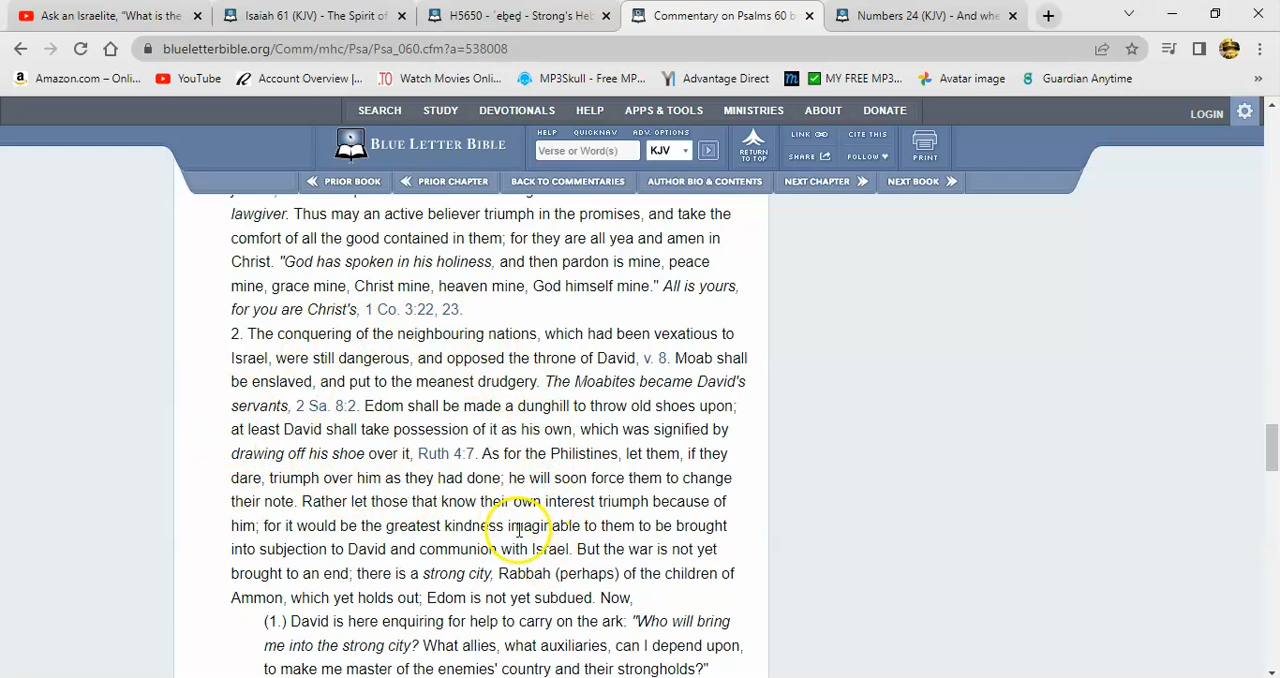 Ask an Israelite, "What is the
Isaiah 61 (KJV) - The Spirit of
H5650 - ʿeḇeḏ - Strong's He
Commentary on Psalms 60 b
Numbers 24 (KJV) - And whe
blueletterbible.org/Comm/mhc/Psa/Psa_060.cfm?a=538008
Amazon.com – Onli...
YouTube
Account Overview |...
Watch Movies Onlin...
MP3Skull - Free MP...
Advantage Direct
MY FREE MP3...
Avatar image
Guardian Anytime
»
SEARCH STUDY DEVOTIONALS HELP APPS & TOOLS MINISTRIES ABOUT DONATE
LOGIN
BLUE LETTER BIBLE
HELP QUICKNAV ADV. OPTIONS
Verse or Word(s) KJV
RETURN
TO TOP
LINK CITE THIS
SHARE FOLLOW
PRINT
PRIOR BOOK PRIOR CHAPTER BACK TO COMMENTARIES AUTHOR BIO & CONTENTS NEXT CHAPTER NEXT BOOK
lawgiver. Thus may an active believer triumph in the promises, and take the
comfort of all the good contained in them; for they are all yea and amen in
Christ. "God has spoken in his holiness, and then pardon is mine, peace
mine, grace mine, Christ mine, heaven mine, God himself mine." All is yours,
for you are Christ's, 1 Co. 3:22, 23.
2. The conquering of the neighbouring nations, which had been vexatious to
Israel, were still dangerous, and opposed the throne of David, v. 8. Moab shall
be enslaved, and put to the meanest drudgery. The Moabites became David's
servants, 2 Sa. 8:2. Edom shall be made a dunghill to throw old shoes upon;
at least David shall take possession of it as his own, which was signified by
drawing off his shoe over it, Ruth 4:7. As for the Philistines, let them, if they
dare, triumph over him as they had done; he will soon force them to change
their note. Rather let those that know their own interest triumph because of
him; for it would be the greatest kindness imaginable to them to be brought
into subjection to David and communion with Israel. But the war is not yet
brought to an end; there is a strong city, Rabbah (perhaps) of the children of
Ammon, which yet holds out; Edom is not yet subdued. Now,
(1.) David is here enquiring for help to carry on the ark: "Who will bring
me into the strong city? What allies, what auxiliaries, can I depend upon,
to make me master of the enemies' country and their strongholds?"